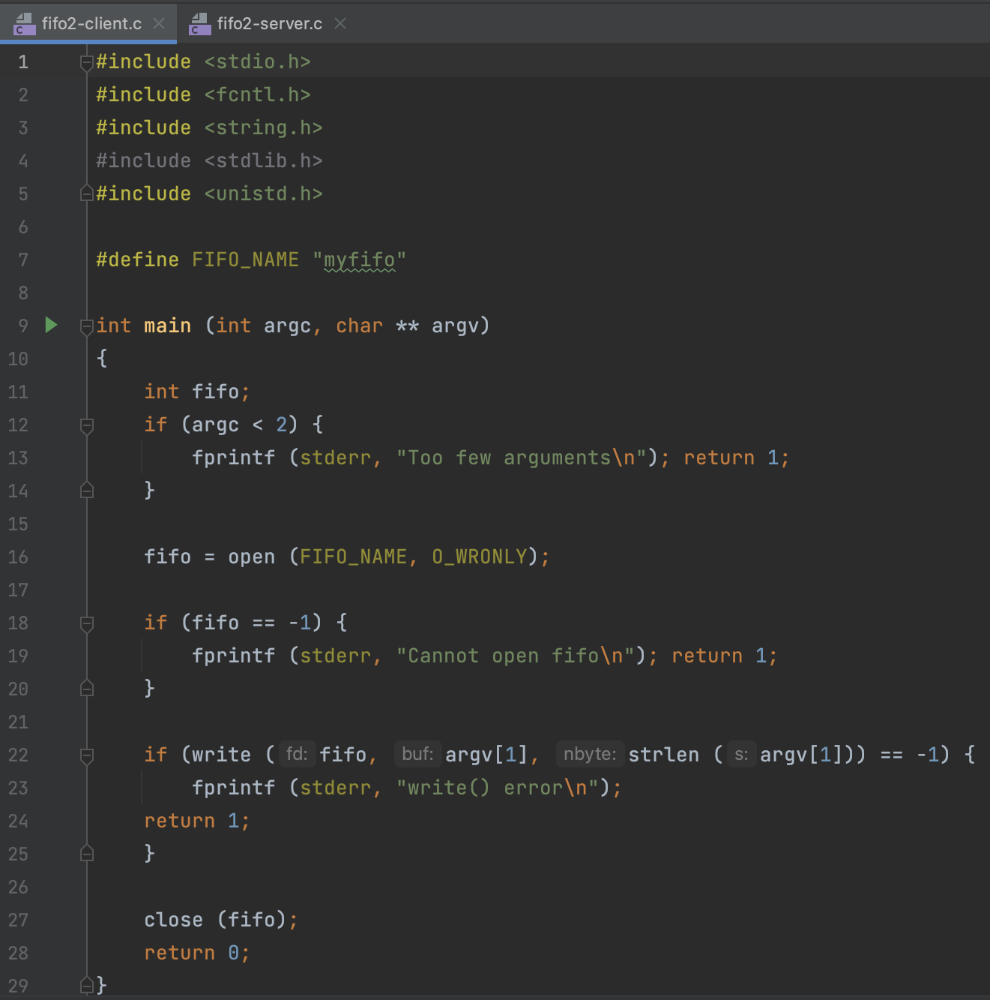 fifo2-client.c fifo2-server.c
1 #include <stdio.h>
2 #include <fcntl.h>
3 #include <string.h>
4 #include <stdlib.h>
5 #include <unistd.h>
6
7 #define FIFO_NAME "myfifo"
8
9 int main (int argc, char ** argv)
10 {
11     int fifo;
12     if (argc < 2) {
13         fprintf (stderr, "Too few arguments\n"); return 1;
14     }
15
16     fifo = open (FIFO_NAME, O_WRONLY);
17
18     if (fifo == -1) {
19         fprintf (stderr, "Cannot open fifo\n"); return 1;
20     }
21
22     if (write ( fd: fifo, buf: argv[1], nbyte: strlen ( s: argv[1])) == -1) {
23         fprintf (stderr, "write() error\n");
24     return 1;
25     }
26
27     close (fifo);
28     return 0;
29 }